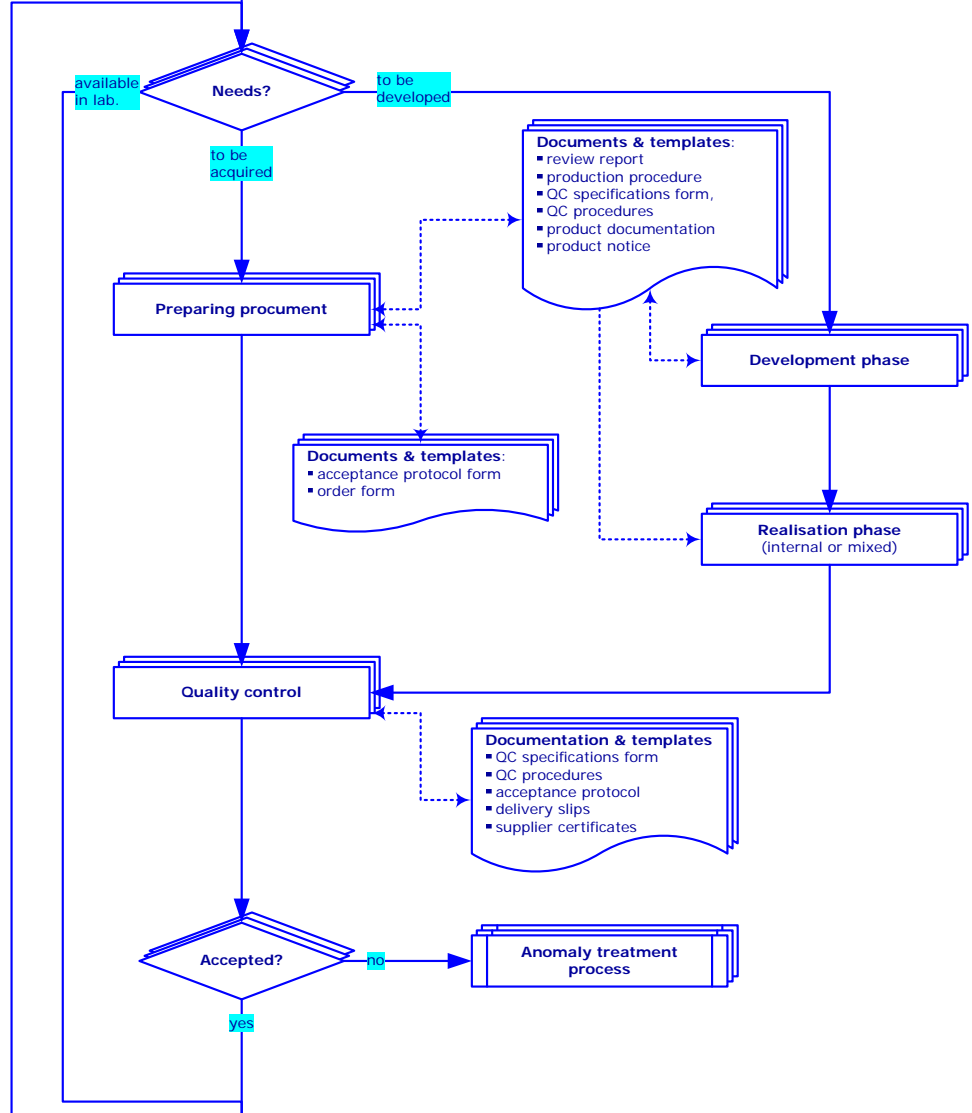 available
in lab.
Needs?
to be
developed
to be
acquired
Documents & templates:
▪ review report
▪ production procedure
▪ QC specifications form,
▪ QC procedures
▪ product documentation
▪ product notice
Preparing procument
Development phase
Documents & templates:
▪ acceptance protocol form
▪ order form
Realisation phase
(internal or mixed)
Quality control
Documentation & templates
▪ QC specifications form
▪ QC procedures
▪ acceptance protocol
▪ delivery slips
▪ supplier certificates
Accepted?
no
Anomaly treatment
process
yes